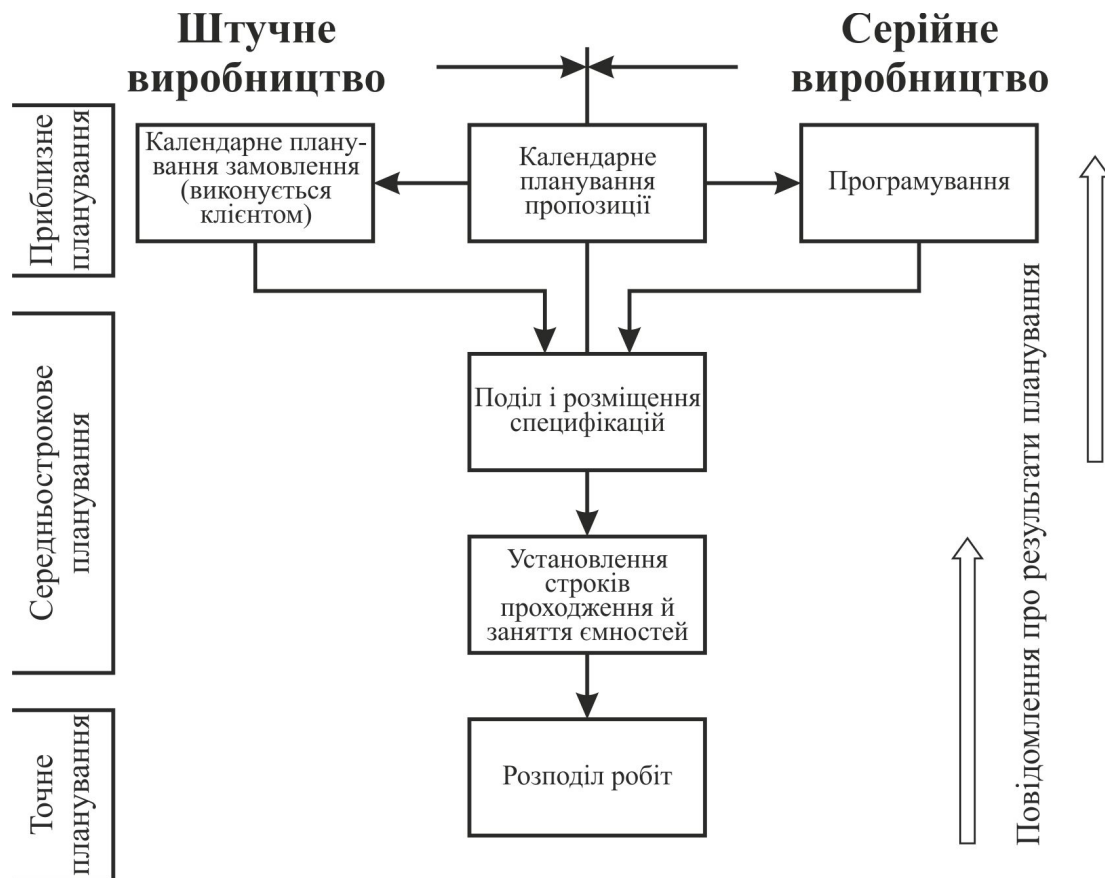 Штучне
виробництво
Серійне
виробництво
Приблизне
планування
Календарне плану-
вання замовлення
(виконується
клієнтом)
Календарне
планування
пропозиції
Програмування
Середньострокове
планування
Поділ і розміщення
специфікацій
Установлення
строків
проходження й
заняття ємностей
Точне
планування
Розподіл робіт
Повідомлення про результати планування